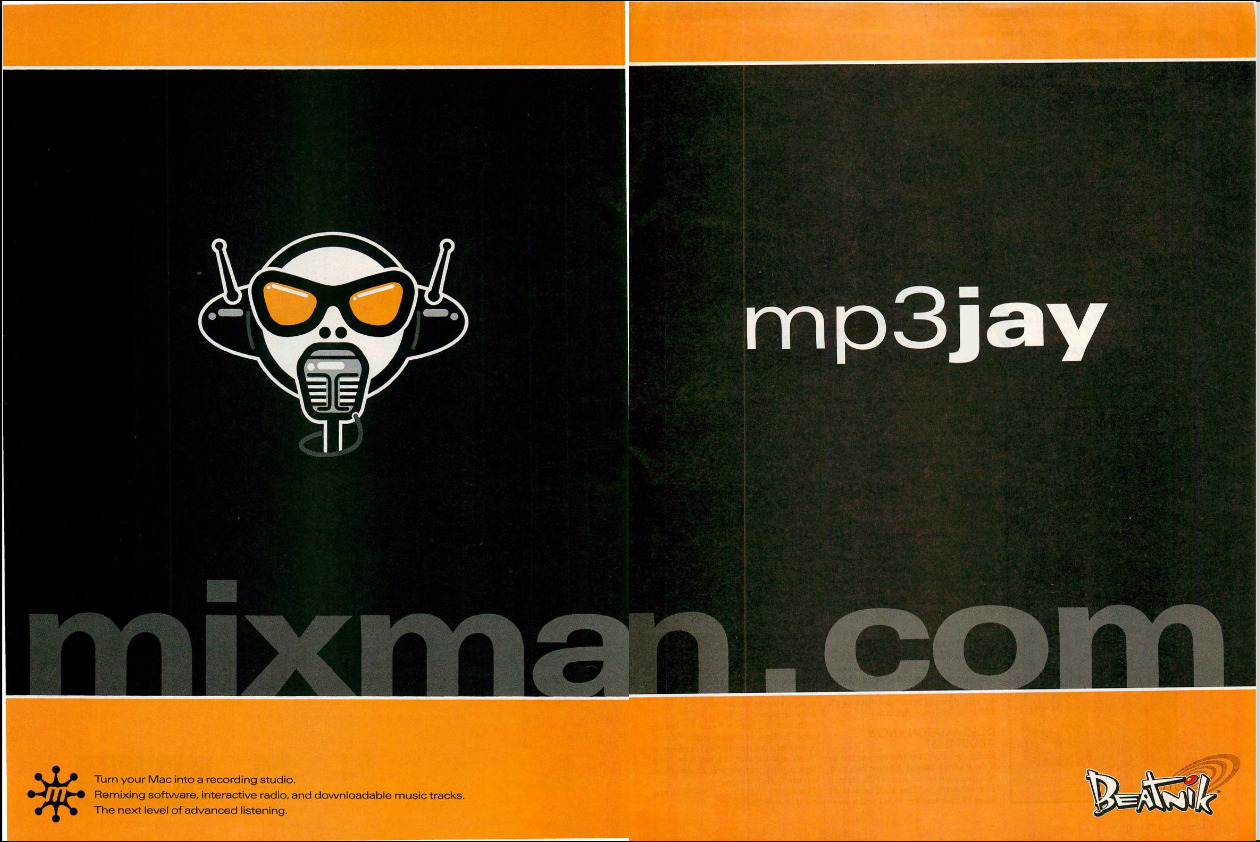 mp3jay
mixman.com
m
Turn your Mac into a recording studio.
Remixing software, interactive radio, and downloadable music tracks.
The next level of advanced listening.
BEATNIK